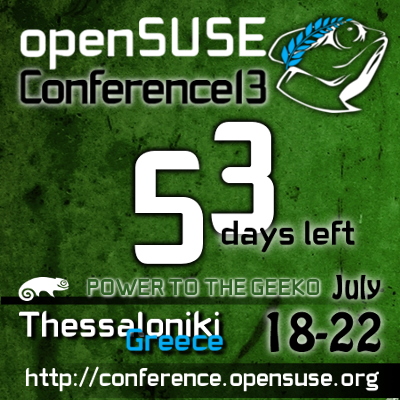 openSUSE
Conference13
53
days left
POWER TO THE GEEKO
July
Thessaloniki
Greece
18-22
http://conference.opensuse.org